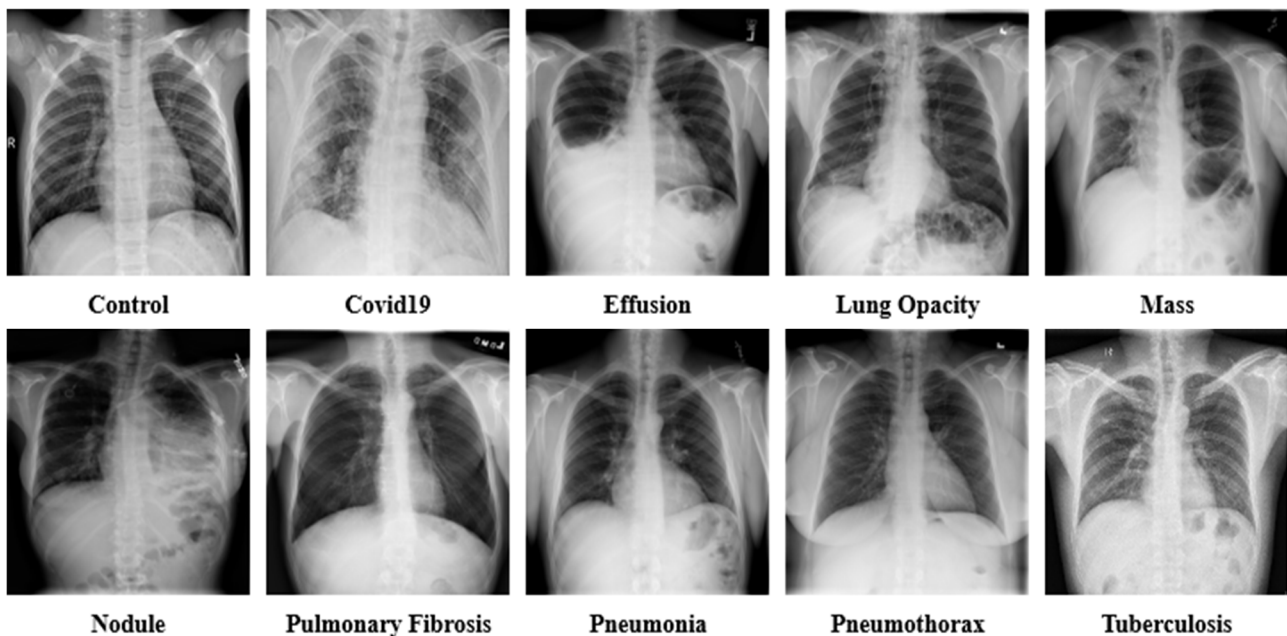 R
Control
Covid19
Effusion
Lung Opacity
Mass
Nodule
Pulmonary Fibrosis
Pneumonia
Pneumothorax
Tuberculosis